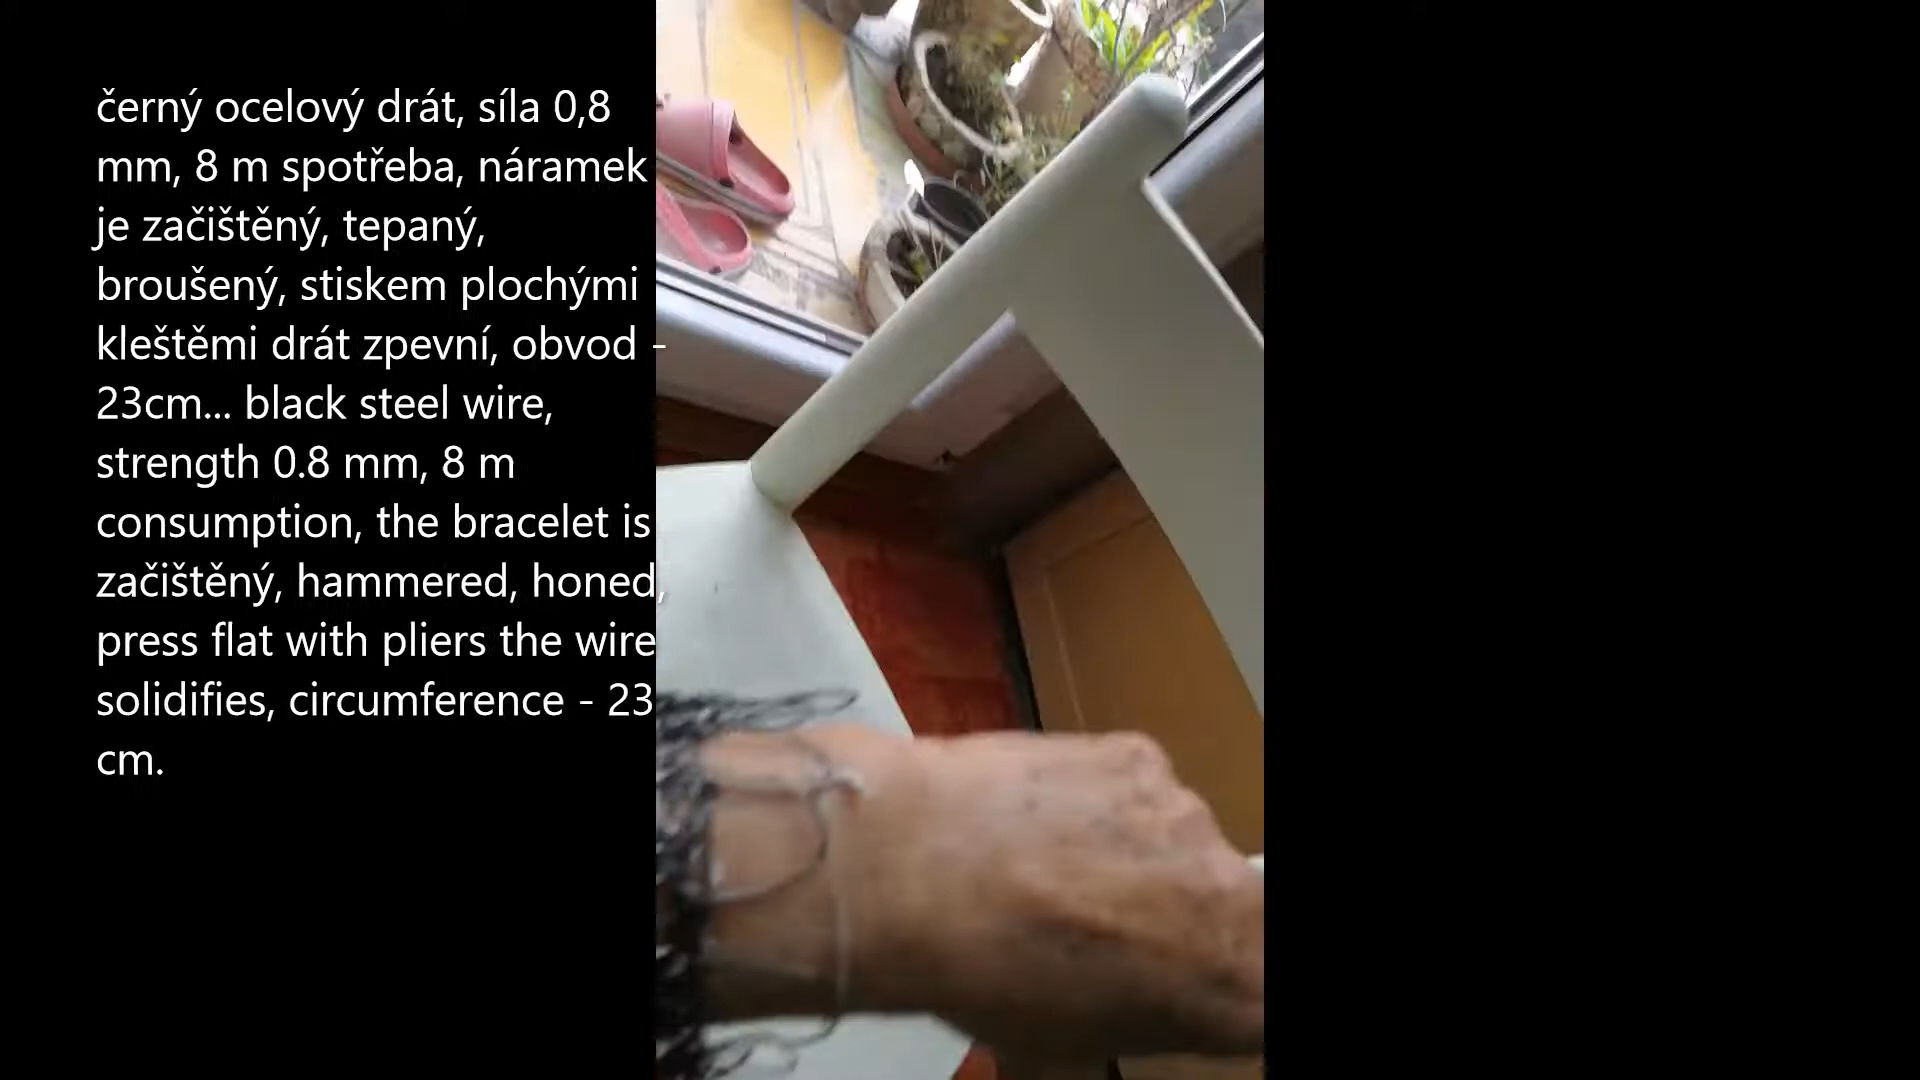 černý ocelový drát, síla 0,8
mm, 8 m spotřeba, náramek
je začištěný, tepaný,
broušený, stiskem plochými
kleštěmi drát zpevní, obvod -
23cm... black steel wire,
strength 0.8 mm, 8 m
consumption, the bracelet is
začištěný, hammered, honed,
press flat with pliers the wire
solidifies, circumference - 23
cm.